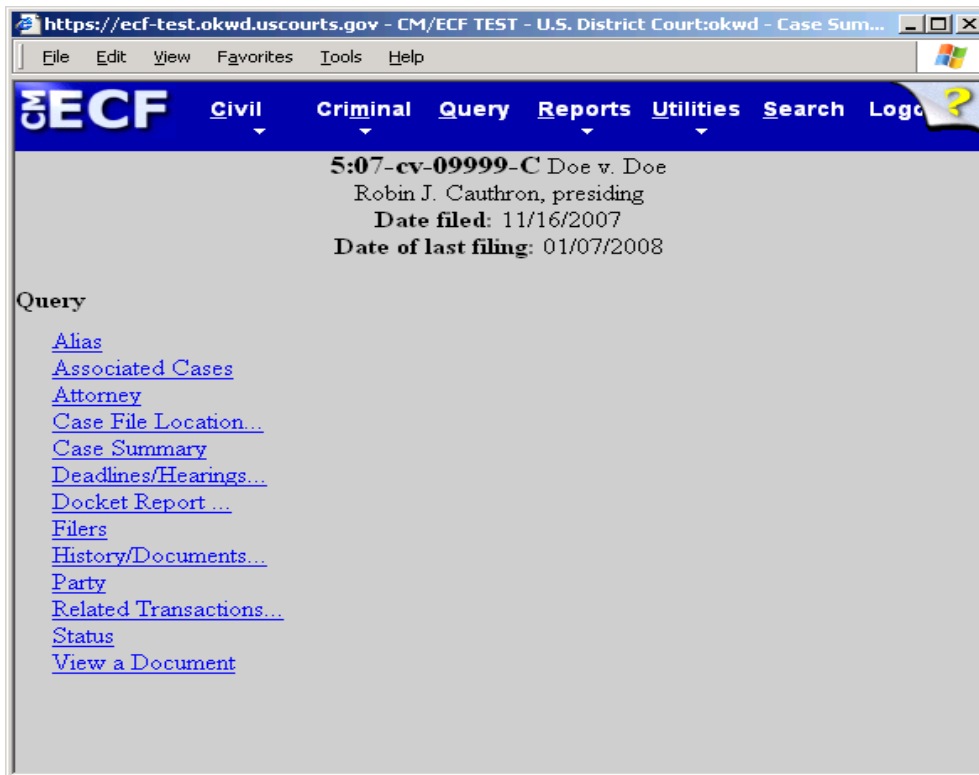 https://ecf-test.okwd.uscourts.gov - CM/ECF TEST - U.S. District Court:okwd - Case Sum...
File Edit View Favorites Tools Help
CM ECF Civil Criminal Query Reports Utilities Search Logo ?
5:07-cv-09999-C Doe v. Doe
Robin J. Cauthron, presiding
Date filed: 11/16/2007
Date of last filing: 01/07/2008
Query
Alias
Associated Cases
Attorney
Case File Location...
Case Summary
Deadlines/Hearings...
Docket Report ...
Filers
History/Documents...
Party
Related Transactions...
Status
View a Document